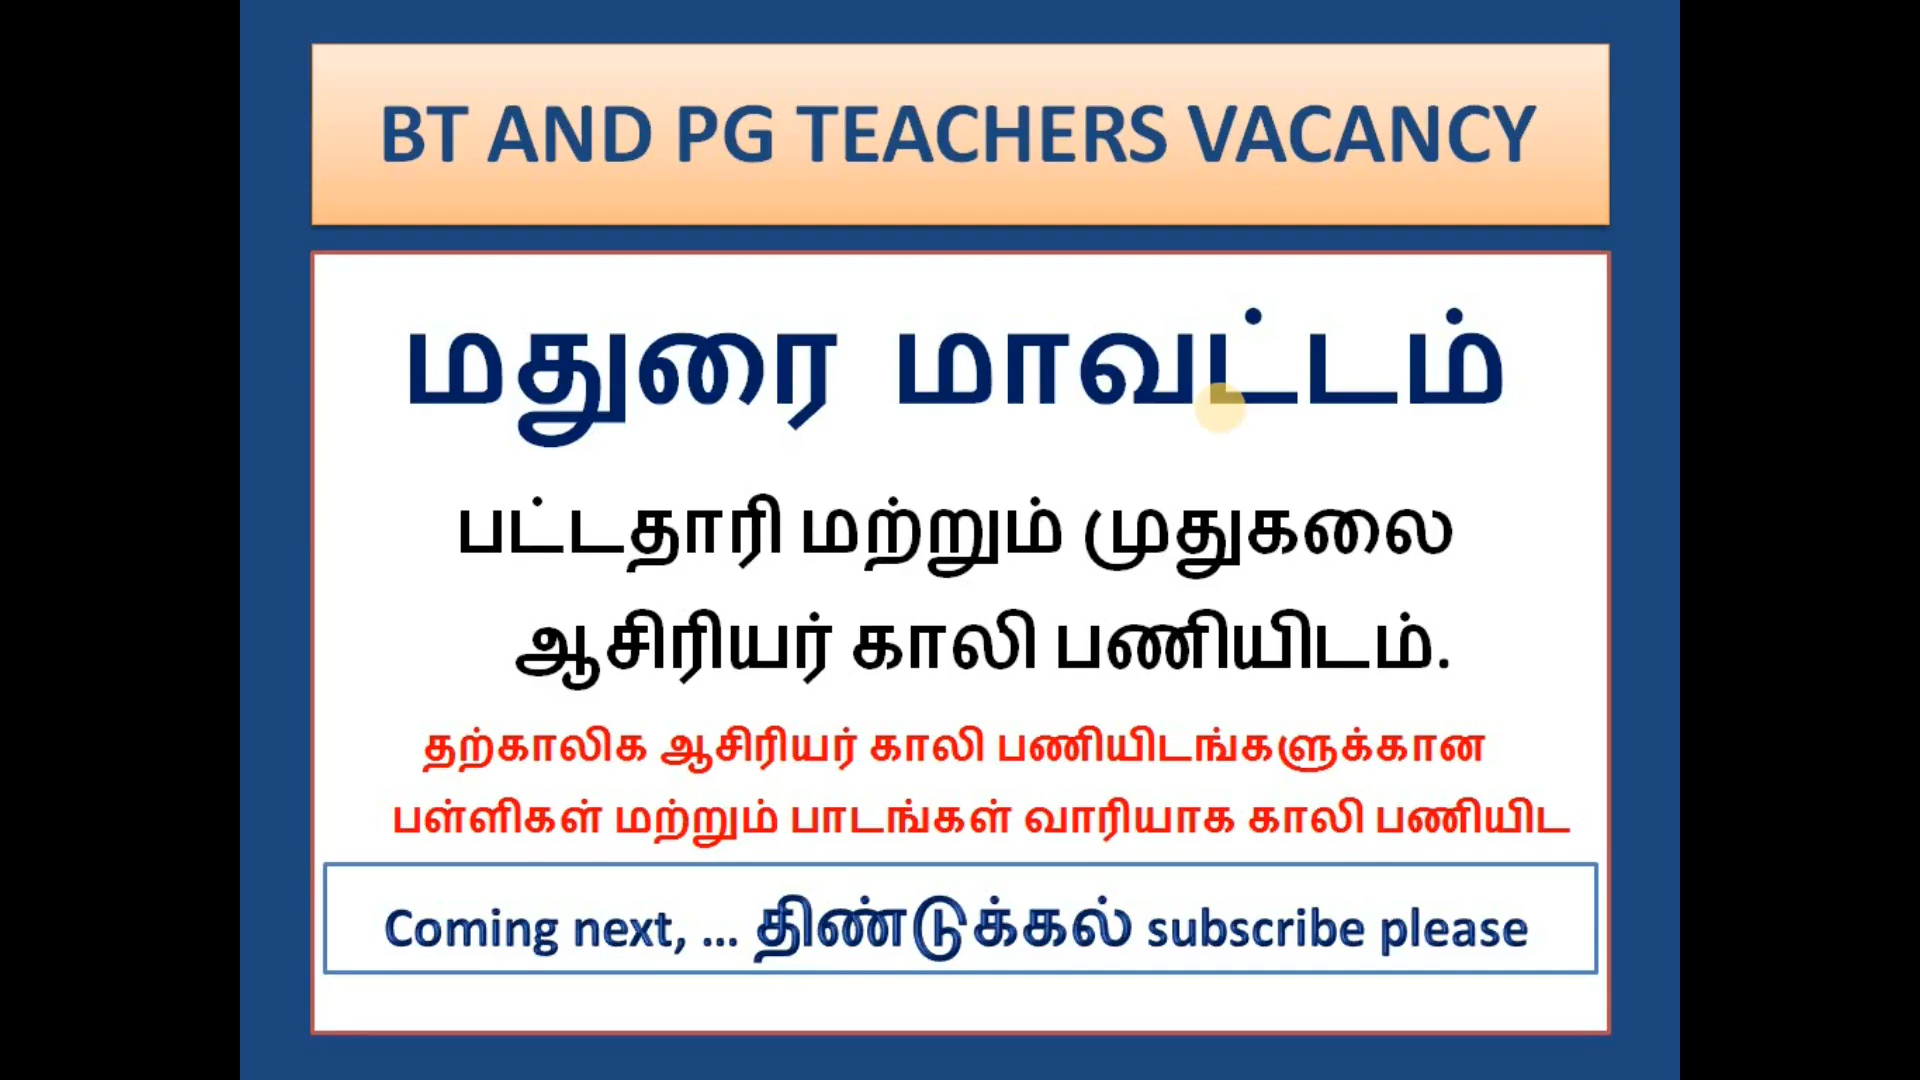 BT AND PG TEACHERS VACANCY
மதுரை மாவட்டம்
பட்டதாரி மற்றும் முதுகலை
ஆசிரியர் காலி பணியிடம்.
தற்காலிக ஆசிரியர் காலி பணியிடங்களுக்கான
பள்ளிகள் மற்றும் பாடங்கள் வாரியாக காலி பணியிட
Coming next, ... திண்டுக்கல் subscribe please